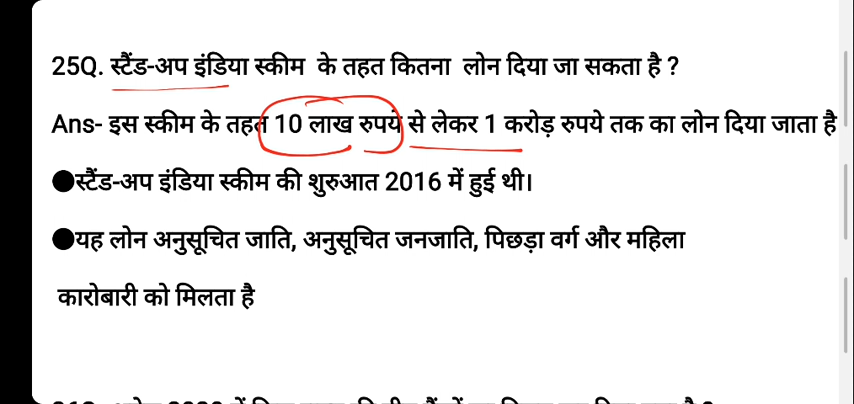 25Q. स्टैंड-अप इंडिया स्कीम के तहत कितना लोन दिया जा सकता है ?
Ans- इस स्कीम के तहत 10 लाख रुपये से लेकर 1 करोड़ रुपये तक का लोन दिया जाता है
●स्टैंड-अप इंडिया स्कीम की शुरुआत 2016 में हुई थी।
●यह लोन अनुसूचित जाति, अनुसूचित जनजाति, पिछड़ा वर्ग और महिला
कारोबारी को मिलता है